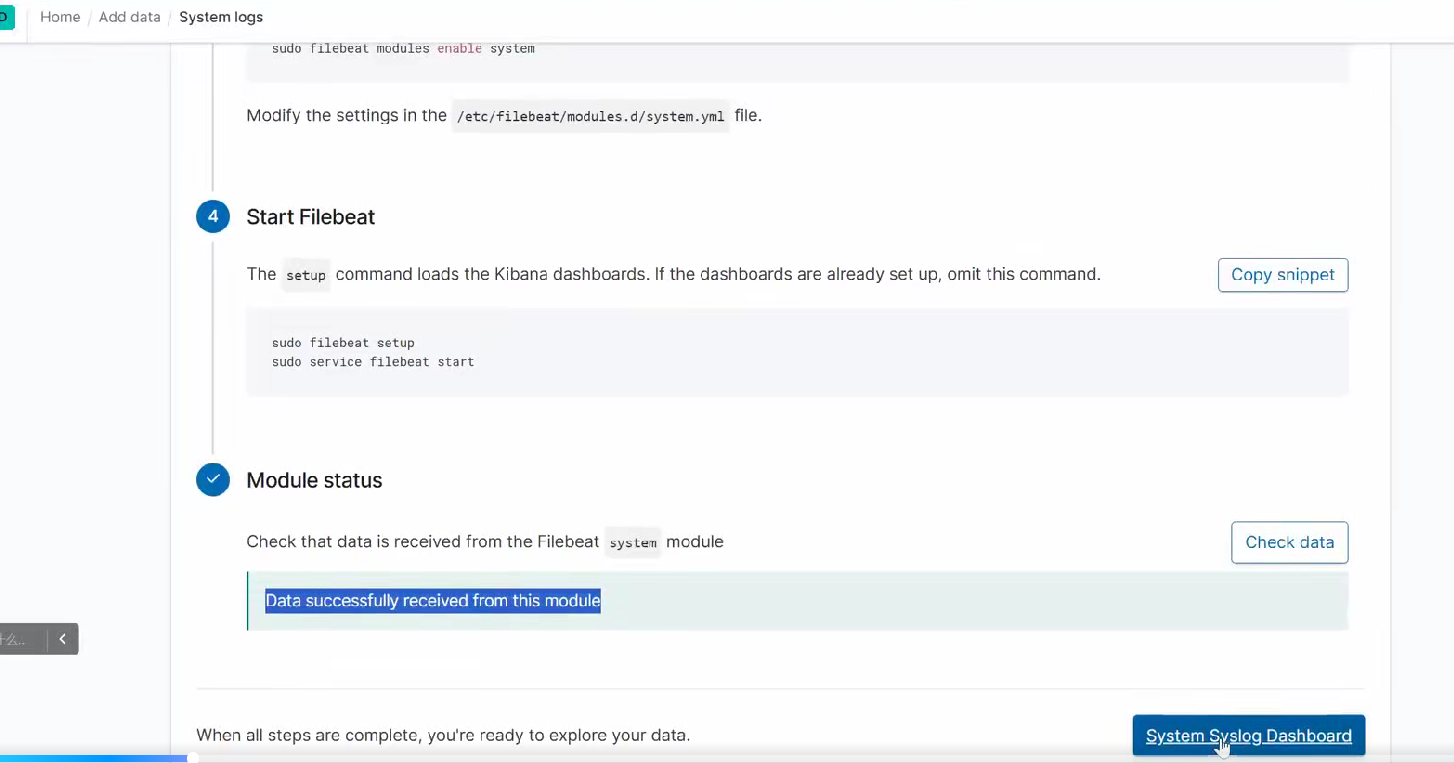 D
Home / Add data / System logs
sudo filebeat modules enable system
Modify the settings in the /etc/filebeat/modules.d/system.yml file.
4 Start Filebeat
The setup command loads the Kibana dashboards. If the dashboards are already set up, omit this command.
Copy snippet
sudo filebeat setup
sudo service filebeat start
Module status
Check that data is received from the Filebeat system module
Check data
Data successfully received from this module
什么..
When all steps are complete, you're ready to explore your data.
System Syslog Dashboard